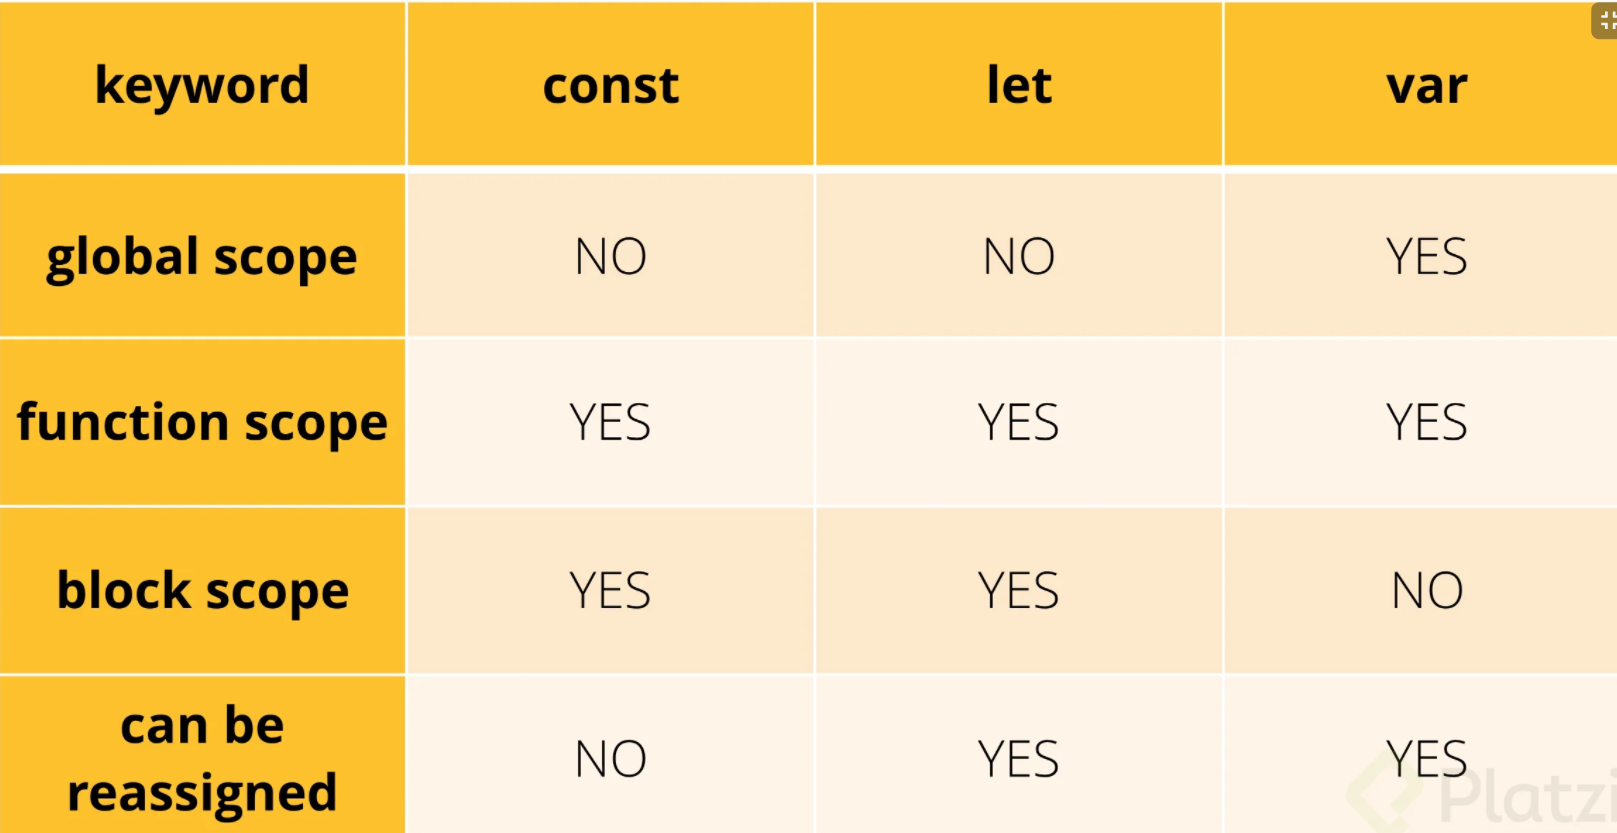 keyword const let var
global scope NO NO YES
function scope YES YES YES
block scope YES YES NO
can be
reassigned NO YES YES
Platzi